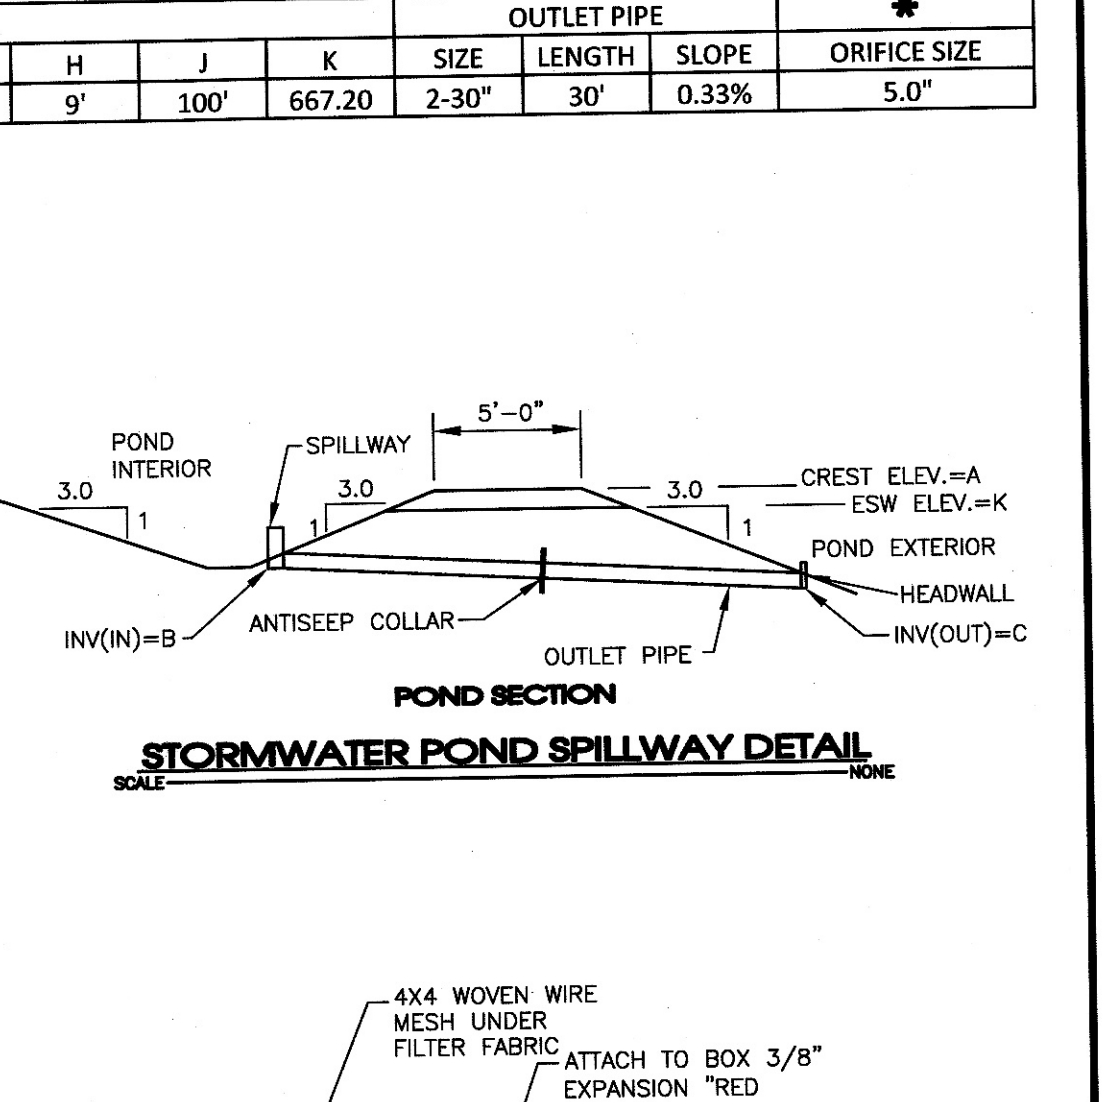 OUTLET PIPE *
H J K SIZE LENGTH SLOPE ORIFICE SIZE
9' 100' 667.20 2-30" 30' 0.33% 5.0"
5'-0"
POND
INTERIOR
SPILLWAY
3.0
1
3.0
1
3.0
1
CREST ELEV.=A
ESW ELEV.=K
POND EXTERIOR
HEADWALL
INV(IN)=B
ANTISEEP COLLAR
OUTLET PIPE
INV(OUT)=C
POND SECTION
STORMWATER POND SPILLWAY DETAIL
SCALE NONE
4X4 WOVEN WIRE
MESH UNDER
FILTER FABRIC
ATTACH TO BOX 3/8"
EXPANSION "RED